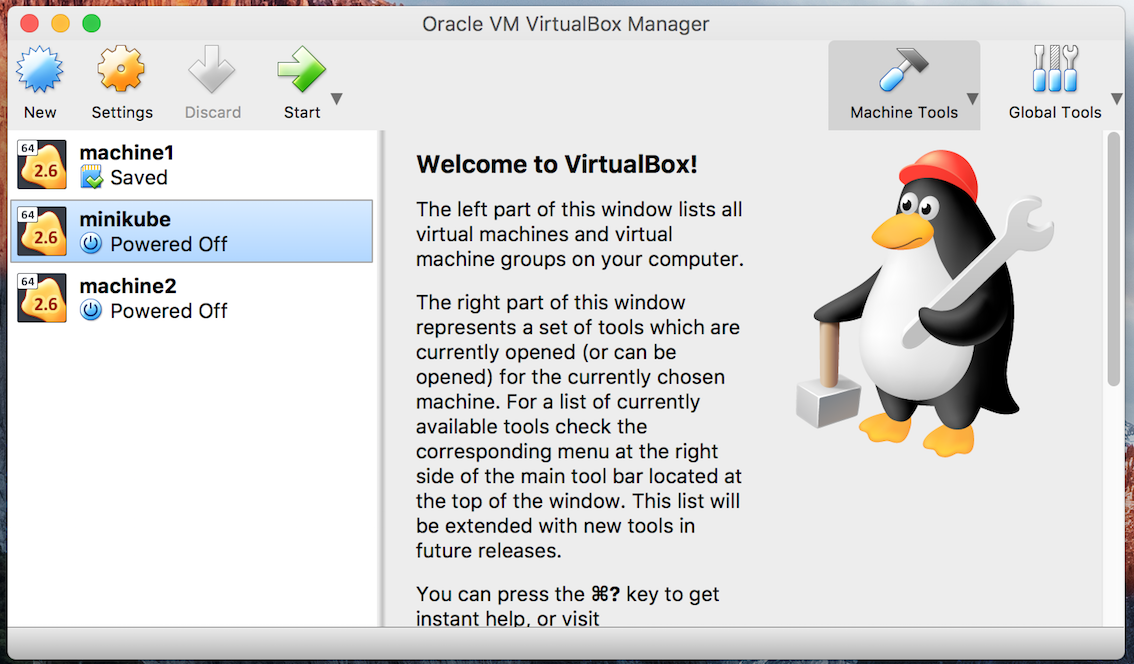 Oracle VM VirtualBox Manager
New
Settings
Discard
Start
Machine Tools
Global Tools
64
2.6
machine1
Saved
64
2.6
minikube
Powered Off
64
2.6
machine2
Powered Off
Welcome to VirtualBox!
The left part of this window lists all
virtual machines and virtual
machine groups on your computer.
The right part of this window
represents a set of tools which are
currently opened (or can be
opened) for the currently chosen
machine. For a list of currently
available tools check the
corresponding menu at the right
side of the main tool bar located at
the top of the window. This list will
be extended with new tools in
future releases.
You can press the ⌘? key to get
instant help, or visit